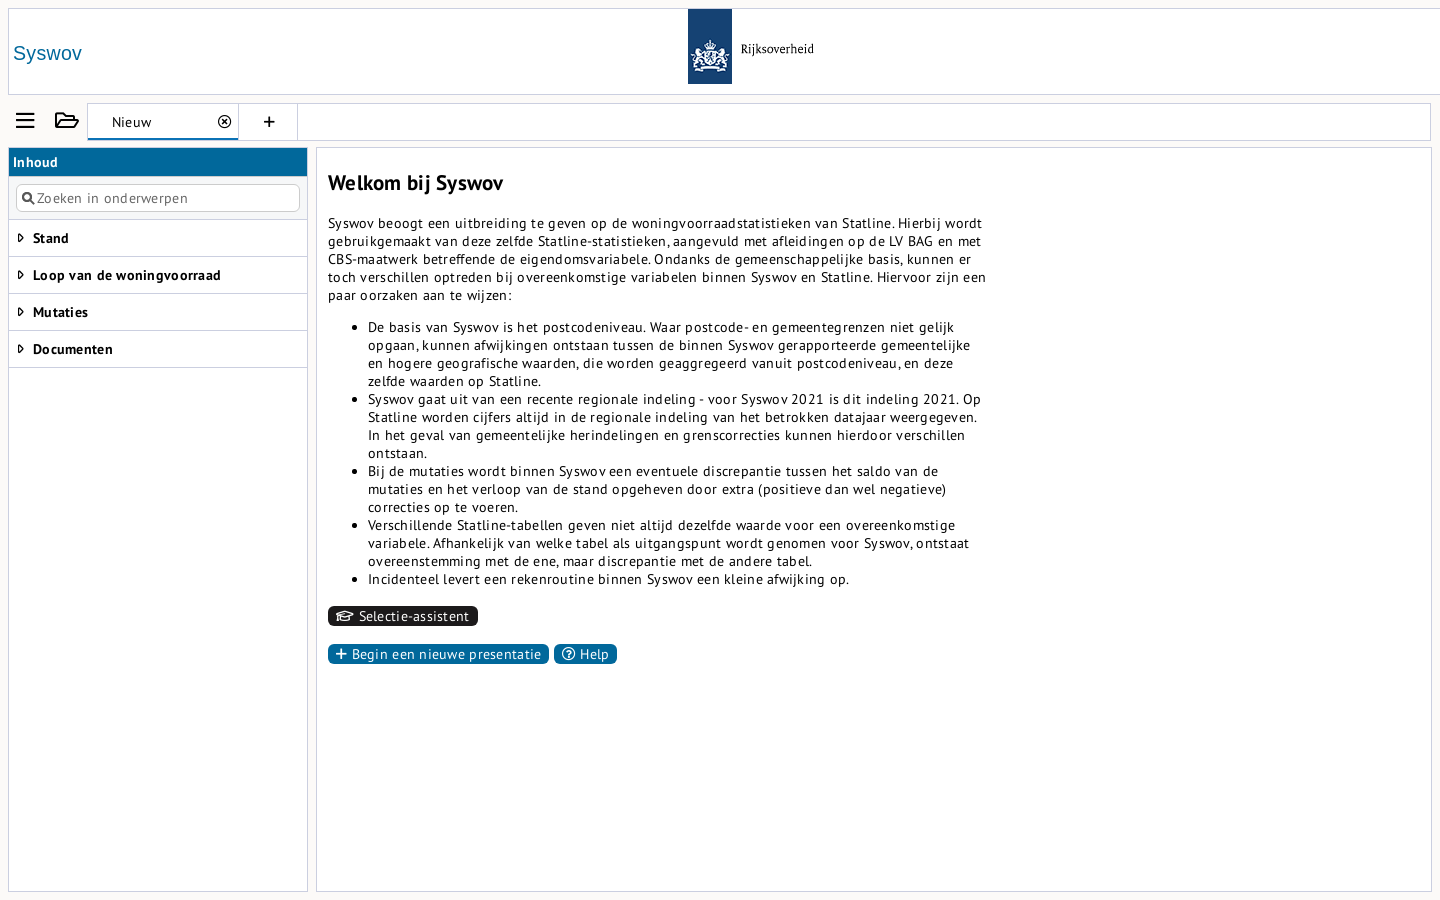 Syswov
Rijksoverheid
Nieuw
Inhoud
Zoeken in onderwerpen
Stand
Loop van de woningvoorraad
Mutaties
Documenten
Welkom bij Syswov
Syswov beoogt een uitbreiding te geven op de woningvoorraadstatistieken van Statline. Hierbij wordt
gebruikgemaakt van deze zelfde Statline-statistieken, aangevuld met afleidingen op de LV BAG en met
CBS-maatwerk betreffende de eigendomsvariabele. Ondanks de gemeenschappelijke basis, kunnen er
toch verschillen optreden bij overeenkomstige variabelen binnen Syswov en Statline. Hiervoor zijn een
paar oorzaken aan te wijzen:
De basis van Syswov is het postcodeniveau. Waar postcode- en gemeentegrenzen niet gelijk
opgaan, kunnen afwijkingen ontstaan tussen de binnen Syswov gerapporteerde gemeentelijke
en hogere geografische waarden, die worden geaggregeerd vanuit postcodeniveau, en deze
zelfde waarden op Statline.
Syswov gaat uit van een recente regionale indeling - voor Syswov 2021 is dit indeling 2021. Op
Statline worden cijfers altijd in de regionale indeling van het betrokken datajaar weergegeven.
In het geval van gemeentelijke herindelingen en grenscorrecties kunnen hierdoor verschillen
ontstaan.
Bij de mutaties wordt binnen Syswov een eventuele discrepantie tussen het saldo van de
mutaties en het verloop van de stand opgeheven door extra (positieve dan wel negatieve)
correcties op te voeren.
Verschillende Statline-tabellen geven niet altijd dezelfde waarde voor een overeenkomstige
variabele. Afhankelijk van welke tabel als uitgangspunt wordt genomen voor Syswov, ontstaat
overeenstemming met de ene, maar discrepantie met de andere tabel.
Incidenteel levert een rekenroutine binnen Syswov een kleine afwijking op.
Selectie-assistent
Begin een nieuwe presentatie
Help